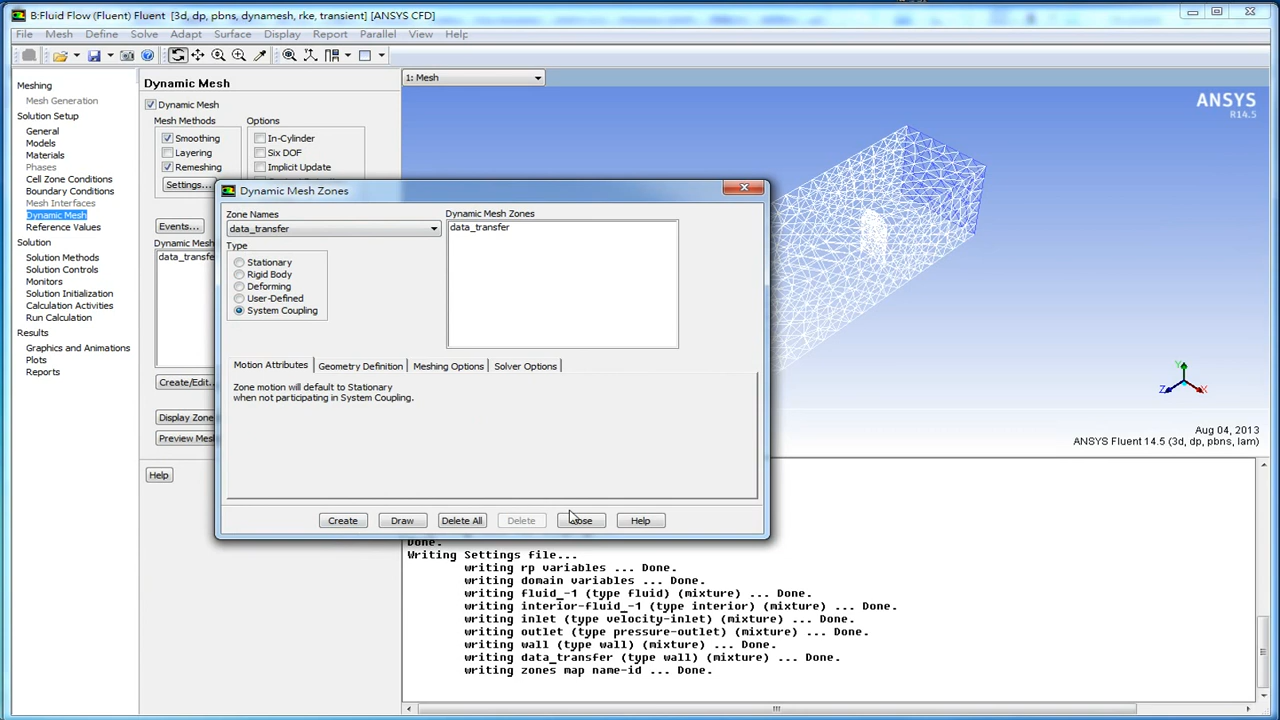 B:Fluid Flow (Fluent) Fluent  [3d, dp, pbns, dynamesh, rke, transient] [ANSYS CFD]
File Mesh Define Solve Adapt Surface Display Report Parallel View Help
1: Mesh
Meshing
Mesh Generation
Solution Setup
General
Models
Materials
Phases
Cell Zone Conditions
Boundary Conditions
Mesh Interfaces
Dynamic Mesh
Reference Values
Solution
Solution Methods
Solution Controls
Monitors
Solution Initialization
Calculation Activities
Run Calculation
Results
Graphics and Animations
Plots
Reports
Dynamic Mesh
Dynamic Mesh
Mesh Methods Options
Smoothing In-Cylinder
Layering Six DOF
Remeshing Implicit Update
Settings...
Events...
Dynamic Mesh
data_transfe
Create/Edit..
Display Zone
Preview Mes
Help
Dynamic Mesh Zones
Zone Names
data_transfer
Type
Stationary
Rigid Body
Deforming
User-Defined
System Coupling
Dynamic Mesh Zones
data_transfer
Motion Attributes Geometry Definition Meshing Options Solver Options
Zone motion will default to Stationary
when not participating in System Coupling.
Create Draw Delete All Delete Close Help
ANSYS
R14.5
Y
Z X
Aug 04, 2013
ANSYS Fluent 14.5 (3d, dp, pbns, lam)
Done.
Writing Settings file...
writing rp variables ... Done.
writing domain variables ... Done.
writing fluid_-1 (type fluid) (mixture) ... Done.
writing interior-fluid_-1 (type interior) (mixture) ... Done.
writing inlet (type velocity-inlet) (mixture) ... Done.
writing outlet (type pressure-outlet) (mixture) ... Done.
writing wall (type wall) (mixture) ... Done.
writing data_transfer (type wall) (mixture) ... Done.
writing zones map name-id ... Done.